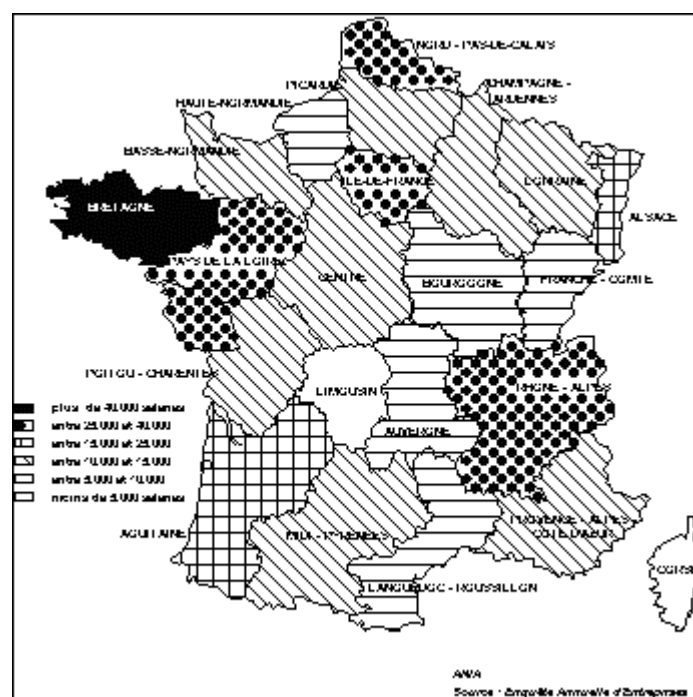 NORD - PAS-DE-CALAIS
PICARDIE
CHAMPAGNE -
ARDENNES
HAUTE-NORMANDIE
BASSE-NORMANDIE
ILE-DE-FRANCE
LORRAINE
BRETAGNE
ALSACE
PAYS DE LA LOIRE
CENTRE
BOURGOGNE
FRANCHE - COMTE
POITOU - CHARENTES
LIMOUSIN
RHONE - ALPES
plus de 40.000 salariés
entre 25.000 et 40.000
entre 15.000 et 25.000
entre 10.000 et 15.000
entre 5.000 et 10.000
moins de 5.000 salariés
AUVERGNE
AQUITAINE
MIDI - PYRENEES
PROVENCE - ALPES
COTE D'AZUR
LANGUEDOC - ROUSSILLON
CORSE
ANIA
Source : Enquête Annuelle d'Entreprises